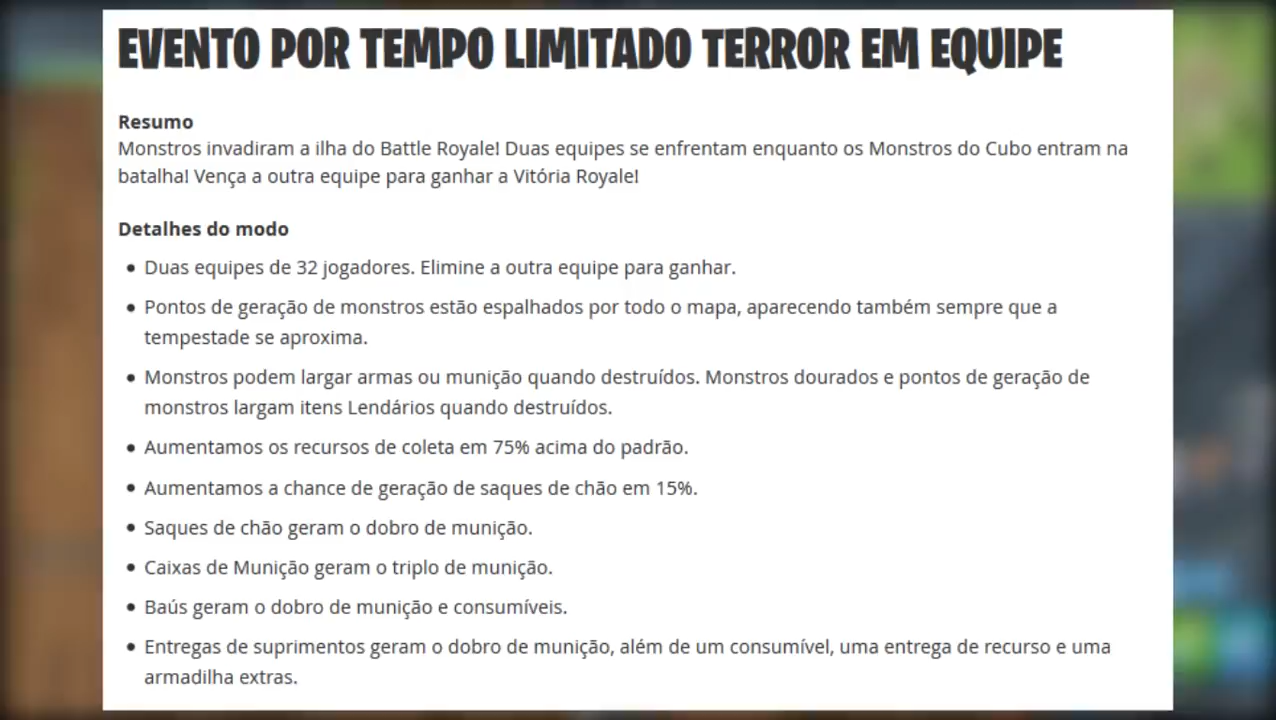 EVENTO POR TEMPO LIMITADO TERROR EM EQUIPE
Resumo
Monstros invadiram a ilha do Battle Royale! Duas equipes se enfrentam enquanto os Monstros do Cubo entram na
batalha! Vença a outra equipe para ganhar a Vitória Royale!
Detalhes do modo
• Duas equipes de 32 jogadores. Elimine a outra equipe para ganhar.
• Pontos de geração de monstros estão espalhados por todo o mapa, aparecendo também sempre que a
tempestade se aproxima.
• Monstros podem largar armas ou munição quando destruídos. Monstros dourados e pontos de geração de
monstros largam itens Lendários quando destruídos.
• Aumentamos os recursos de coleta em 75% acima do padrão.
• Aumentamos a chance de geração de saques de chão em 15%.
• Saques de chão geram o dobro de munição.
• Caixas de Munição geram o triplo de munição.
• Baús geram o dobro de munição e consumíveis.
• Entregas de suprimentos geram o dobro de munição, além de um consumível, uma entrega de recurso e uma
armadilha extras.